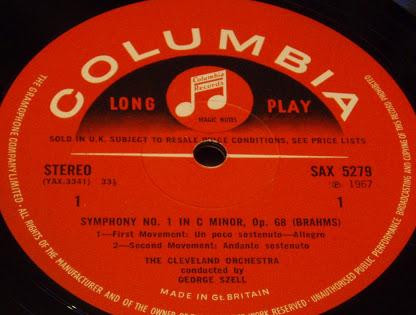 COLUMBIA
Columbia
Records
MAGIC NOTES
LONG PLAY
SOLD IN U.K. SUBJECT TO RESALE PRICE CONDITIONS, SEE PRICE LISTS
STEREO SAX 5279
(YAX.3341) 33⅓ ℗ 1967
1 1
SYMPHONY NO. 1 IN C MINOR, Op. 68 (BRAHMS)
1—First Movement: Un poco sostenuto—Allegro
2—Second Movement: Andante sostenuto
THE CLEVELAND ORCHESTRA
conducted by
GEORGE SZELL
MADE IN Gt. BRITAIN
THE GRAMOPHONE COMPANY LIMITED · ALL RIGHTS OF THE MANUFACTURER AND OF THE OWNER OF THE RECORDED WORK RESERVED · UNAUTHORISED PUBLIC PERFORMANCE BROADCASTING AND COPYING OF THIS RECORD PROHIBITED